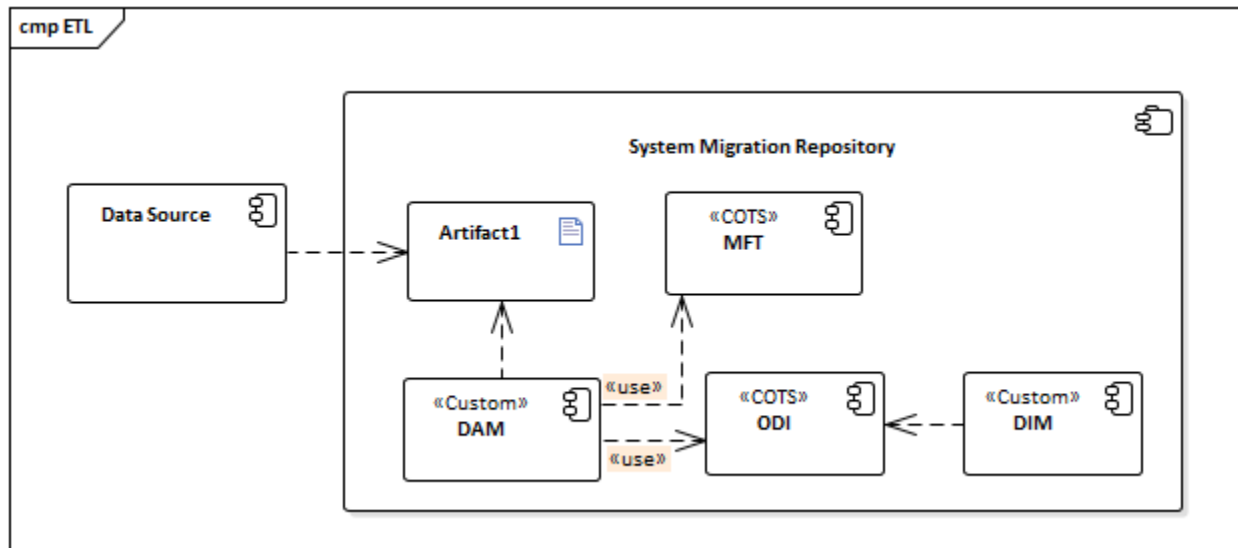 cmp ETL
System Migration Repository
Data Source
Artifact1
«COTS»
MFT
«use»
«Custom»
DAM
«COTS»
ODI
«Custom»
DIM
«use»